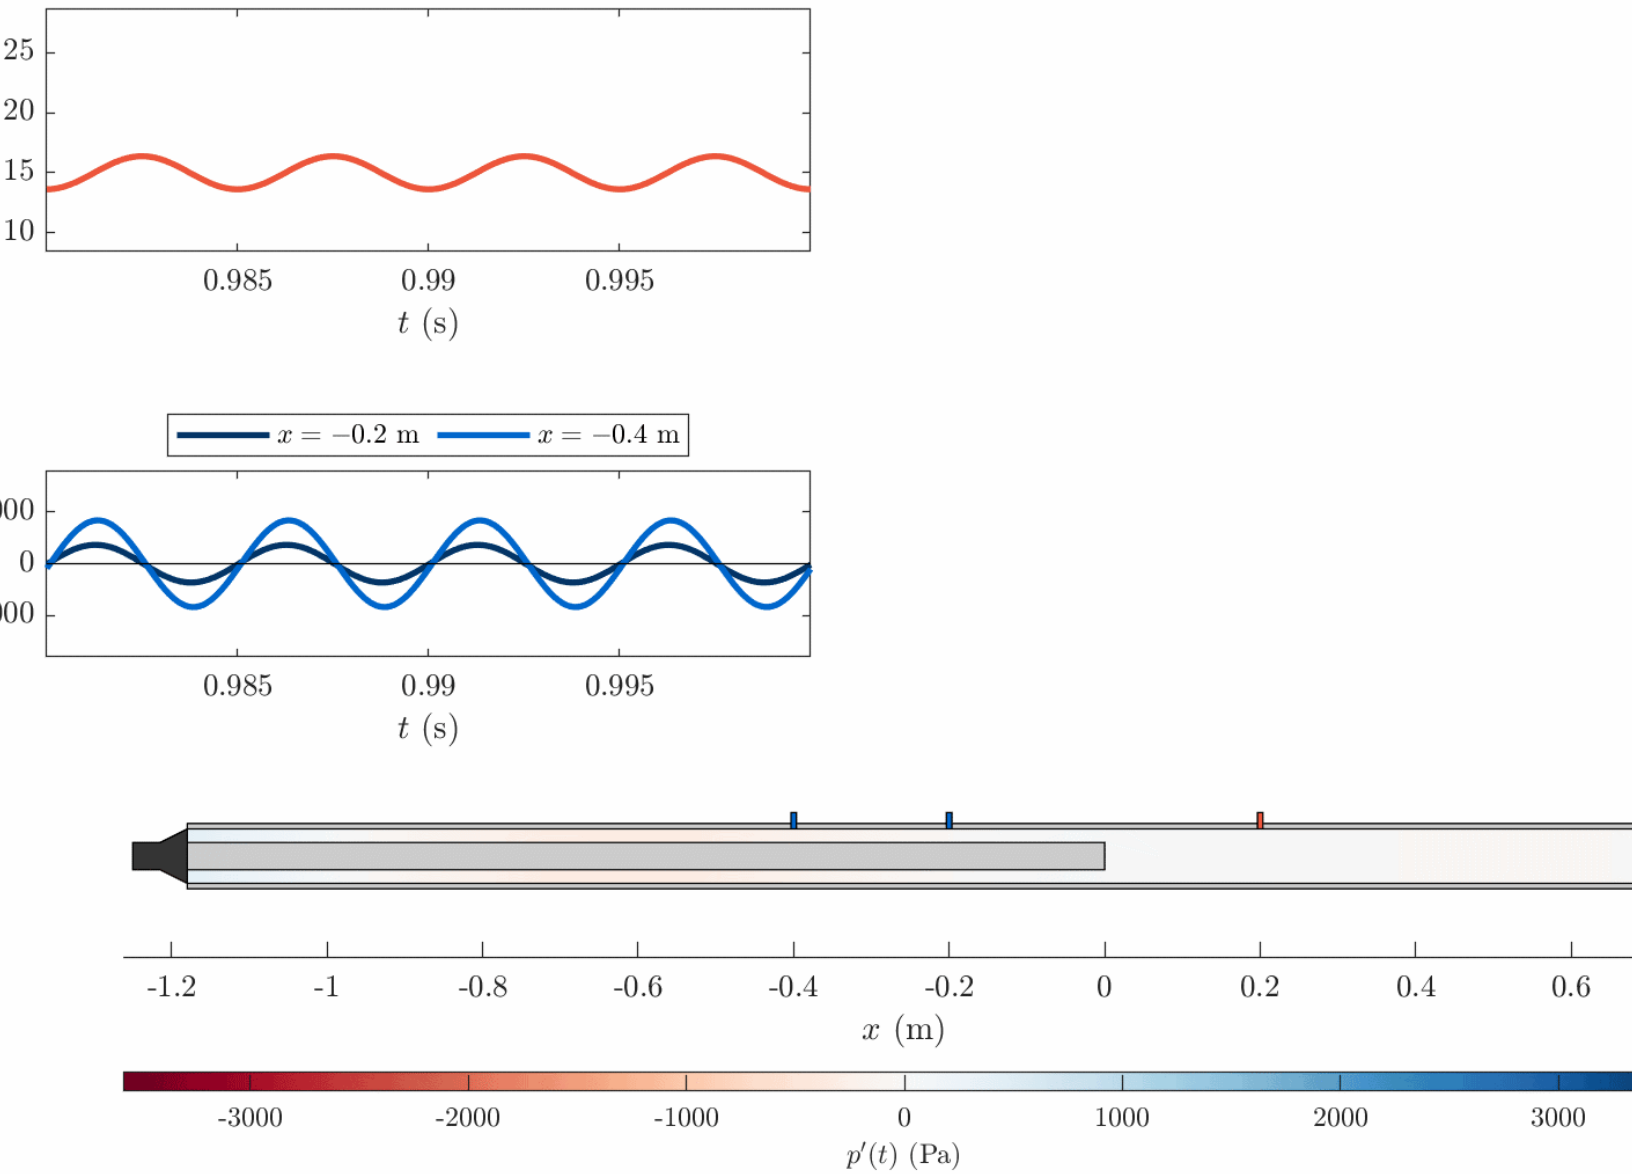 25
20
15
10
0.985 0.99 0.995
t (s)
x = −0.2 m x = −0.4 m
0
0.985 0.99 0.995
t (s)
-1.2 -1 -0.8 -0.6 -0.4 -0.2 0 0.2 0.4 0.6
x (m)
-3000 -2000 -1000 0 1000 2000 3000
p′(t) (Pa)